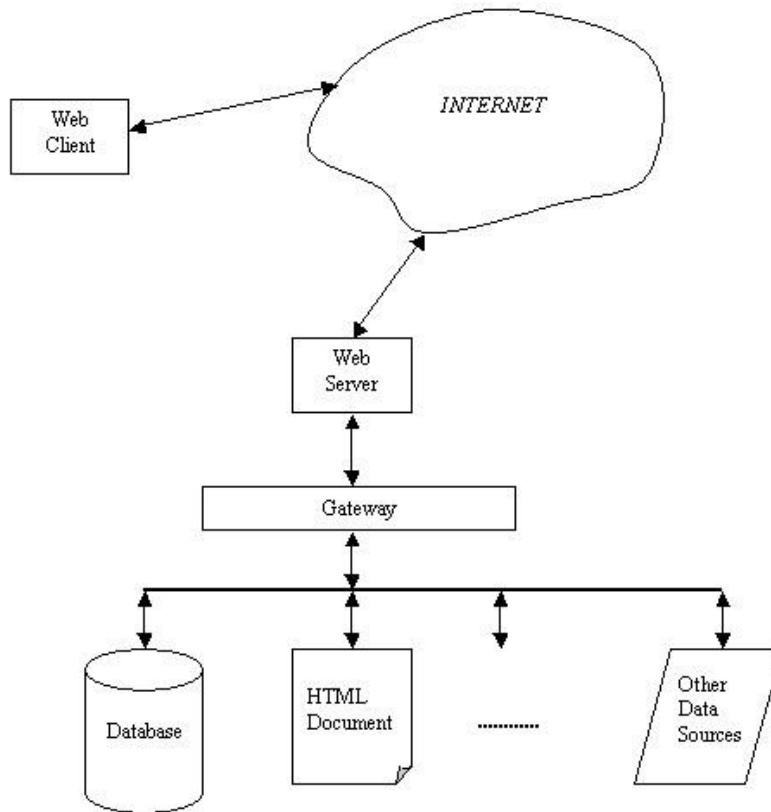 INTERNET
Web
Client
Web
Server
Gateway
Database
HTML
Document
............
Other
Data
Sources